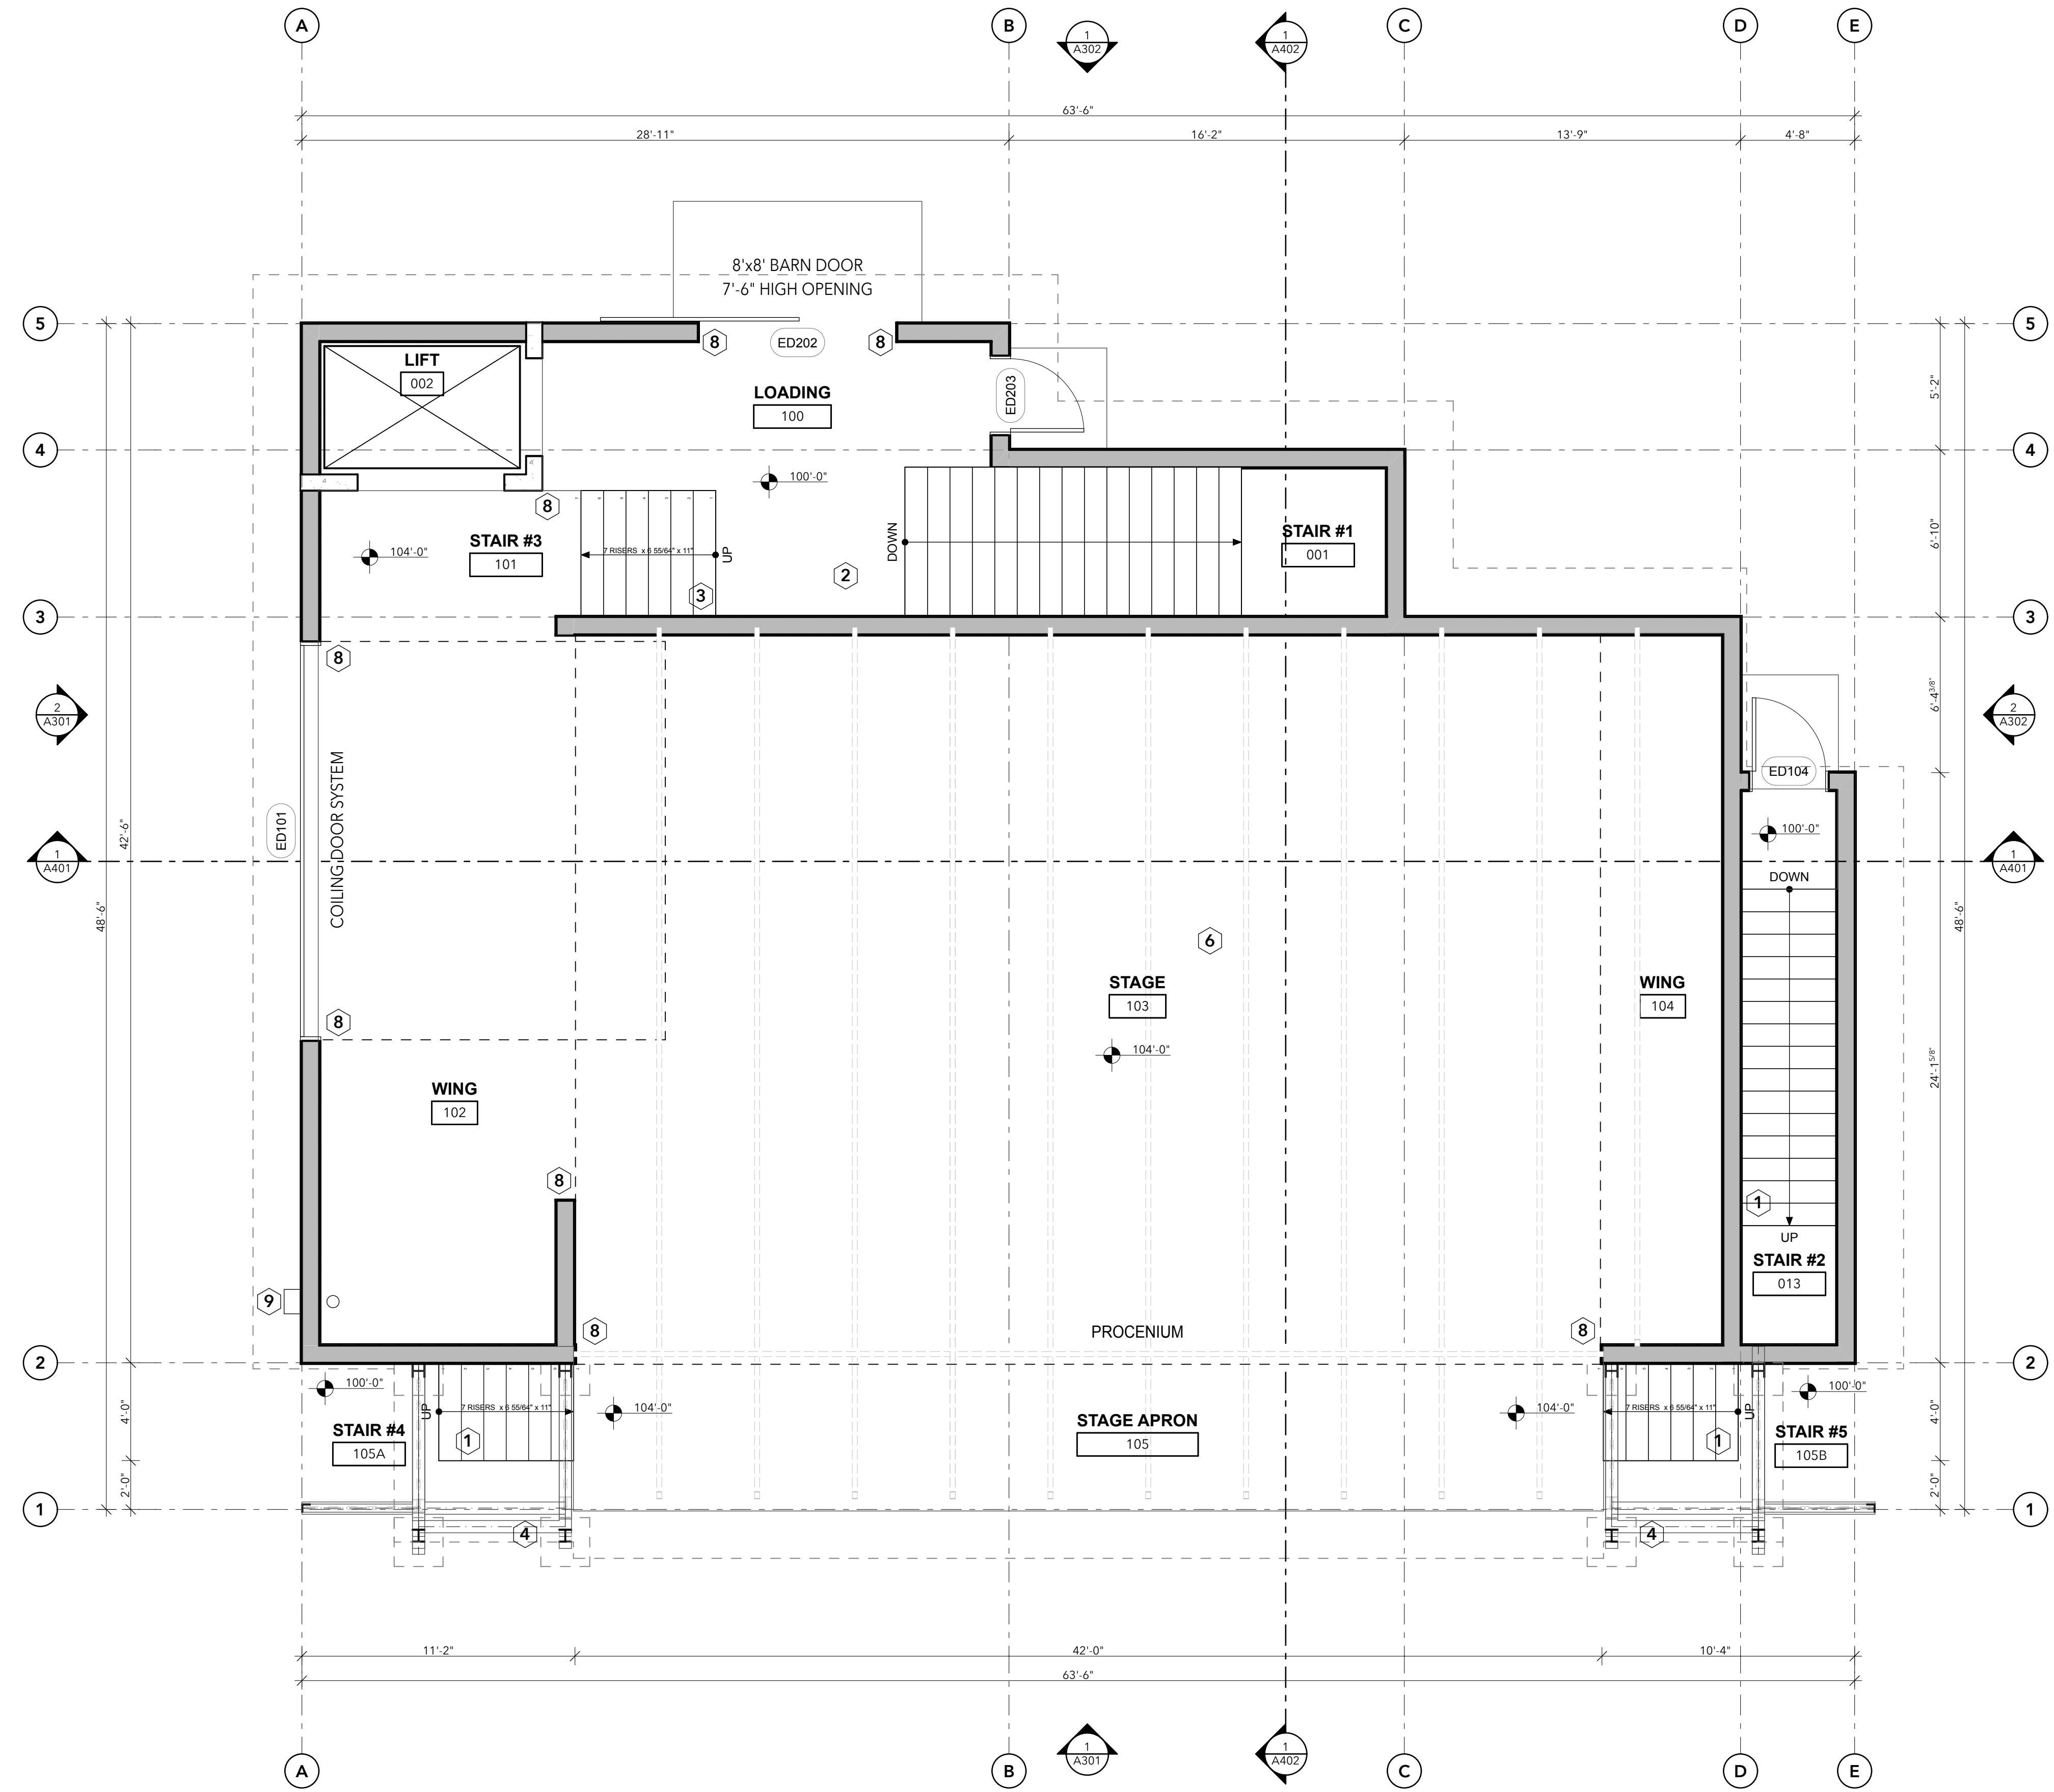 A
B
1
A302
1
A402
C
D
E
63'-6"
28'-11"
16'-2"
13'-9"
4'-8"
8'x8' BARN DOOR
7'-6" HIGH OPENING
5
8
ED202
8
5
LIFT
002
LOADING
100
ED203
5'-2"
4
4
100'-0"
8
STAIR #3
101
104'-0"
7 RISERS x 6 55/64" x 11"
UP
3
2
DOWN
STAIR #1
001
6'-10"
3
3
8
2
A301
6'-4 3/8"
2
A302
COILING DOOR SYSTEM
ED101
ED104
100'-0"
42'-6"
48'-6"
1
A401
1
A401
DOWN
48'-6"
6
STAGE
103
104'-0"
WING
104
8
WING
102
24'-1 5/8"
8
1
UP
STAIR #2
013
9
8
PROCENIUM
8
2
2
100'-0"
STAIR #4
105A
UP
7 RISERS x 6 55/64" x 11"
1
104'-0"
STAGE APRON
105
104'-0"
7 RISERS x 6 55/64" x 11"
1
UP
100'-0"
STAIR #5
105B
4'-0"
4'-0"
2'-0"
2'-0"
1
1
4
4
11'-2"
42'-0"
10'-4"
63'-6"
A
B
1
A301
1
A402
C
D
E